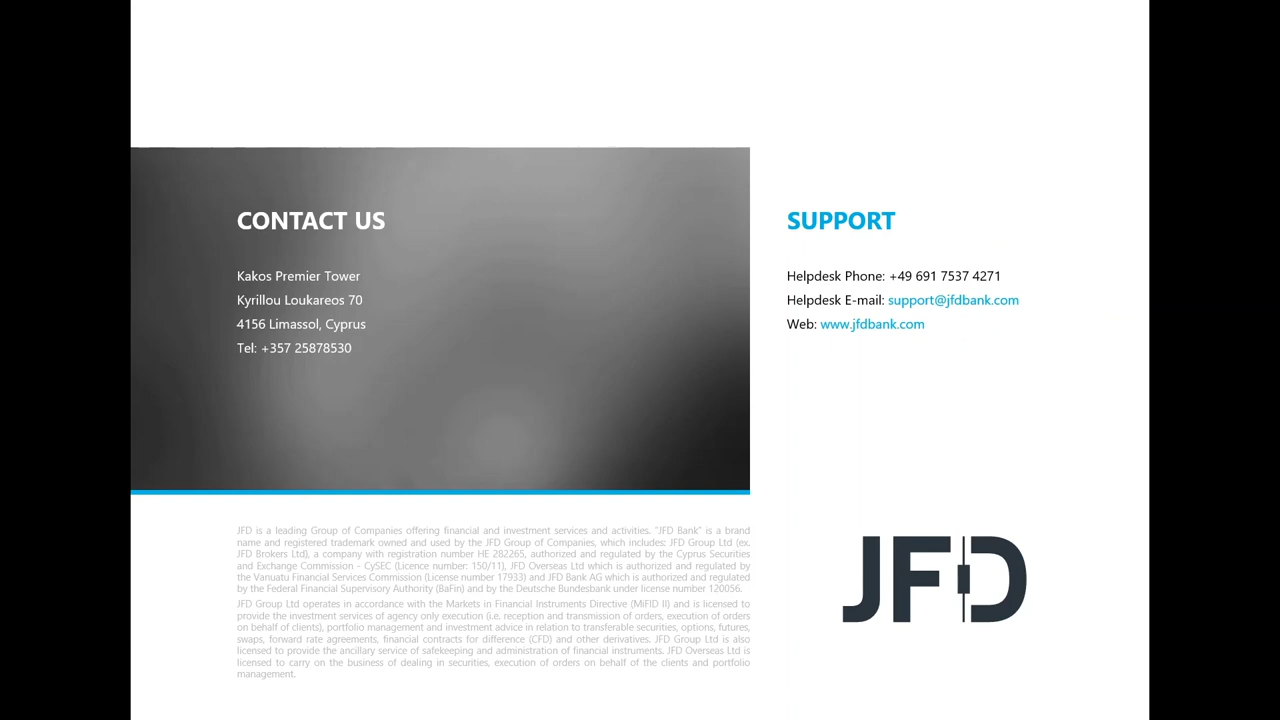 CONTACT US
Kakos Premier Tower
Kyrillou Loukareos 70
4156 Limassol, Cyprus
Tel: +357 25878530
SUPPORT
Helpdesk Phone: +49 691 7537 4271
Helpdesk E-mail: support@jfdbank.com
Web: www.jfdbank.com
JFD is a leading Group of Companies offering financial and investment services and activities. "JFD Bank" is a brand
name and registered trademark owned and used by the JFD Group of Companies, which includes: JFD Group Ltd (ex.
JFD Brokers Ltd), a company with registration number HE 282265, authorized and regulated by the Cyprus Securities
and Exchange Commission - CySEC (Licence number: 150/11), JFD Overseas Ltd which is authorized and regulated by
the Vanuatu Financial Services Commission (License number 17933) and JFD Bank AG which is authorized and regulated
by the Federal Financial Supervisory Authority (BaFin) and by the Deutsche Bundesbank under license number 120056.
JFD Group Ltd operates in accordance with the Markets in Financial Instruments Directive (MiFID II) and is licensed to
provide the investment services of agency only execution (i.e. reception and transmission of orders, execution of orders
on behalf of clients), portfolio management and investment advice in relation to transferable securities, options, futures,
swaps, forward rate agreements, financial contracts for difference (CFD) and other derivatives. JFD Group Ltd is also
licensed to provide the ancillary service of safekeeping and administration of financial instruments. JFD Overseas Ltd is
licensed to carry on the business of dealing in securities, execution of orders on behalf of the clients and portfolio
management.
JFD